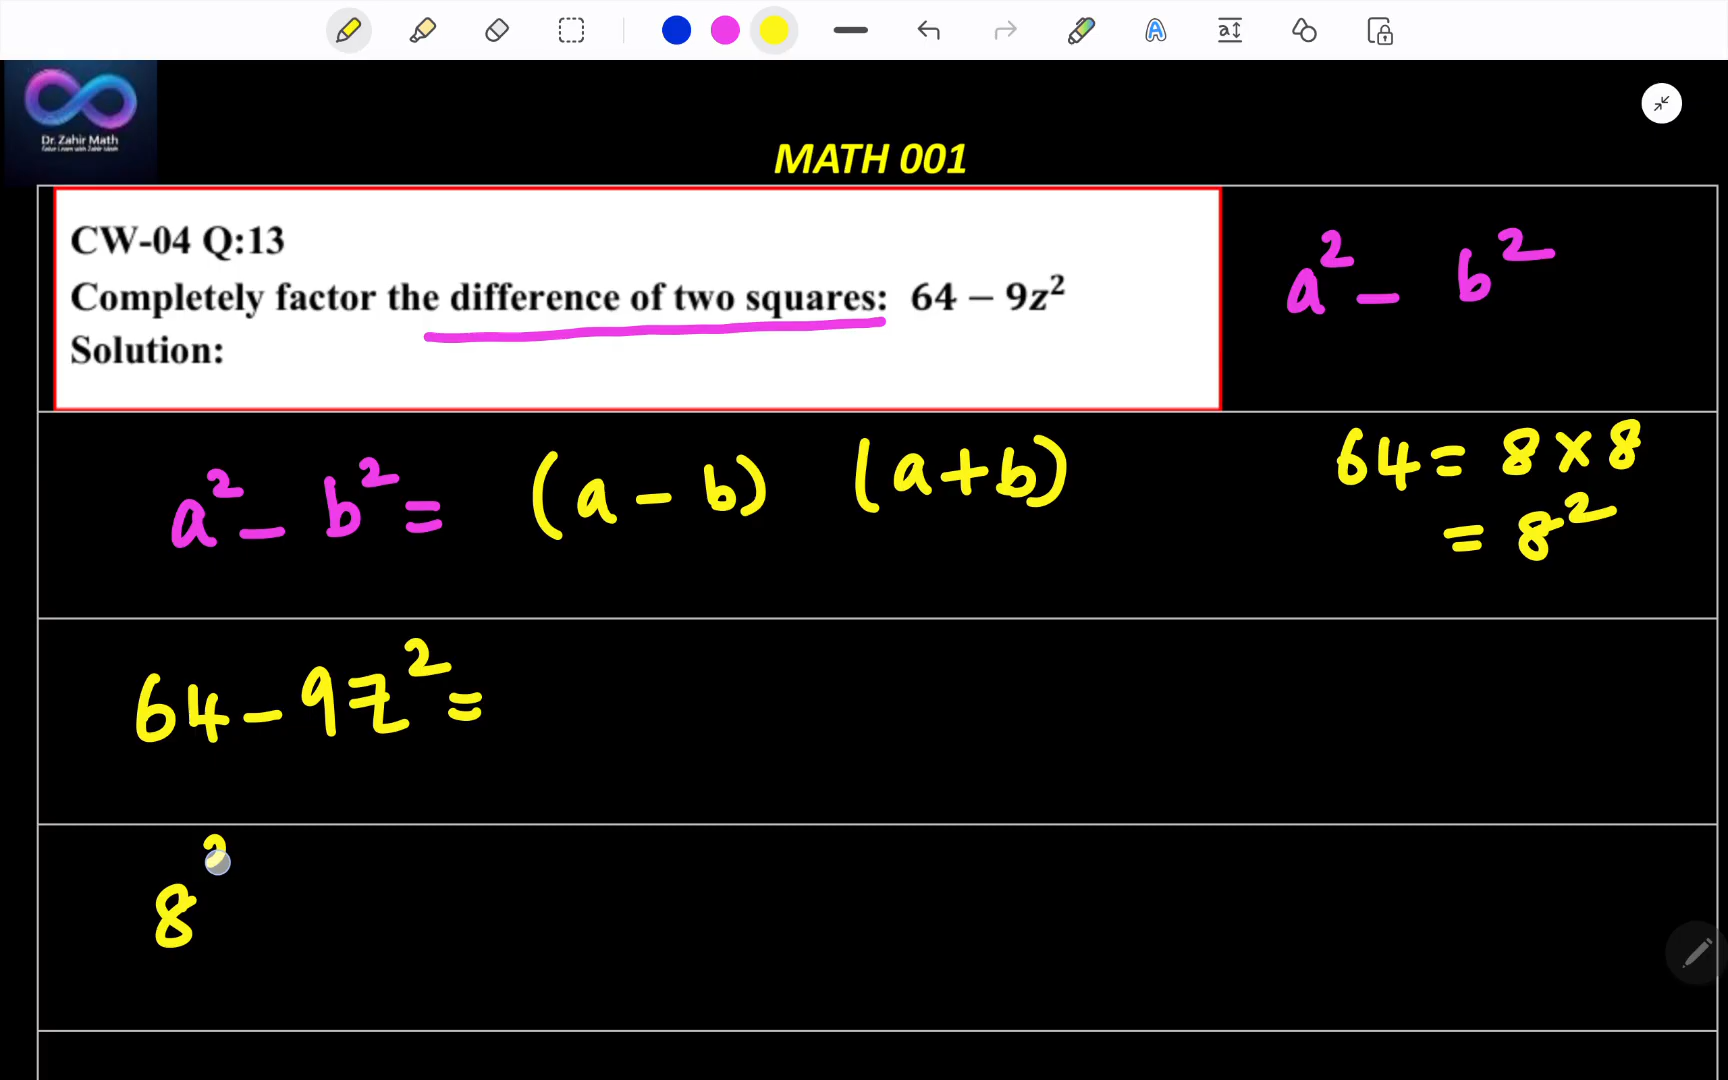 Dr. Zahir Math
MATH 001
CW-04 Q:13
Completely factor the difference of two squares: 64 − 9z²
Solution:
a² − b²
a² − b² = (a − b) (a + b)
64 = 8 × 8
= 8²
64 − 9z² =
8²